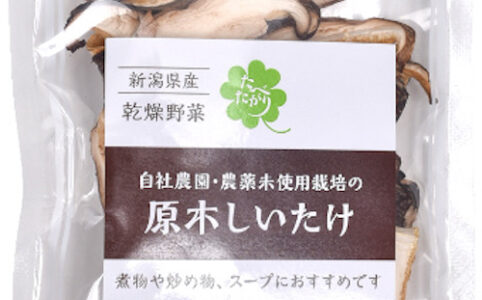 新潟県産
乾燥野菜
たべ
たがり
自社農園・農薬未使用栽培の
原木しいたけ
煮物や炒め物、スープにおすすめです